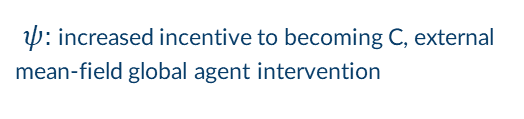 ψ: increased incentive to becoming C, external
mean-field global agent intervention